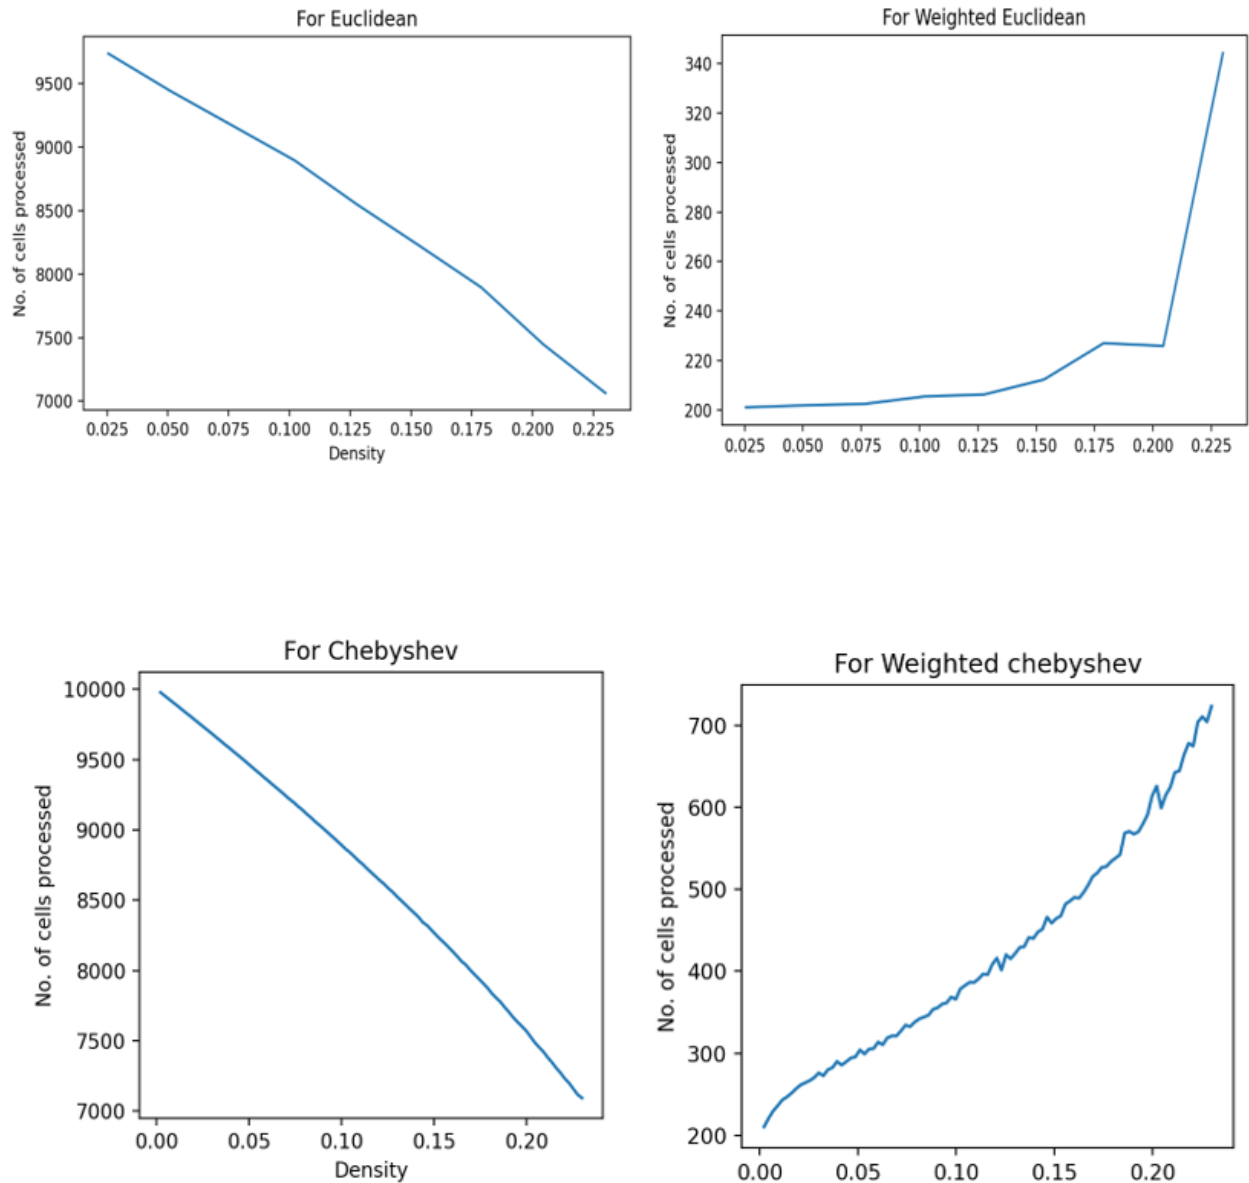 For Euclidean
No. of cells processed
9500
9000
8500
8000
7500
7000
0.025 0.050 0.075 0.100 0.125 0.150 0.175 0.200 0.225
Density
For Weighted Euclidean
No. of cells processed
340
320
300
280
260
240
220
200
0.025 0.050 0.075 0.100 0.125 0.150 0.175 0.200 0.225
For Chebyshev
No. of cells processed
10000
9500
9000
8500
8000
7500
7000
0.00 0.05 0.10 0.15 0.20
Density
For Weighted chebyshev
No. of cells processed
700
600
500
400
300
200
0.00 0.05 0.10 0.15 0.20